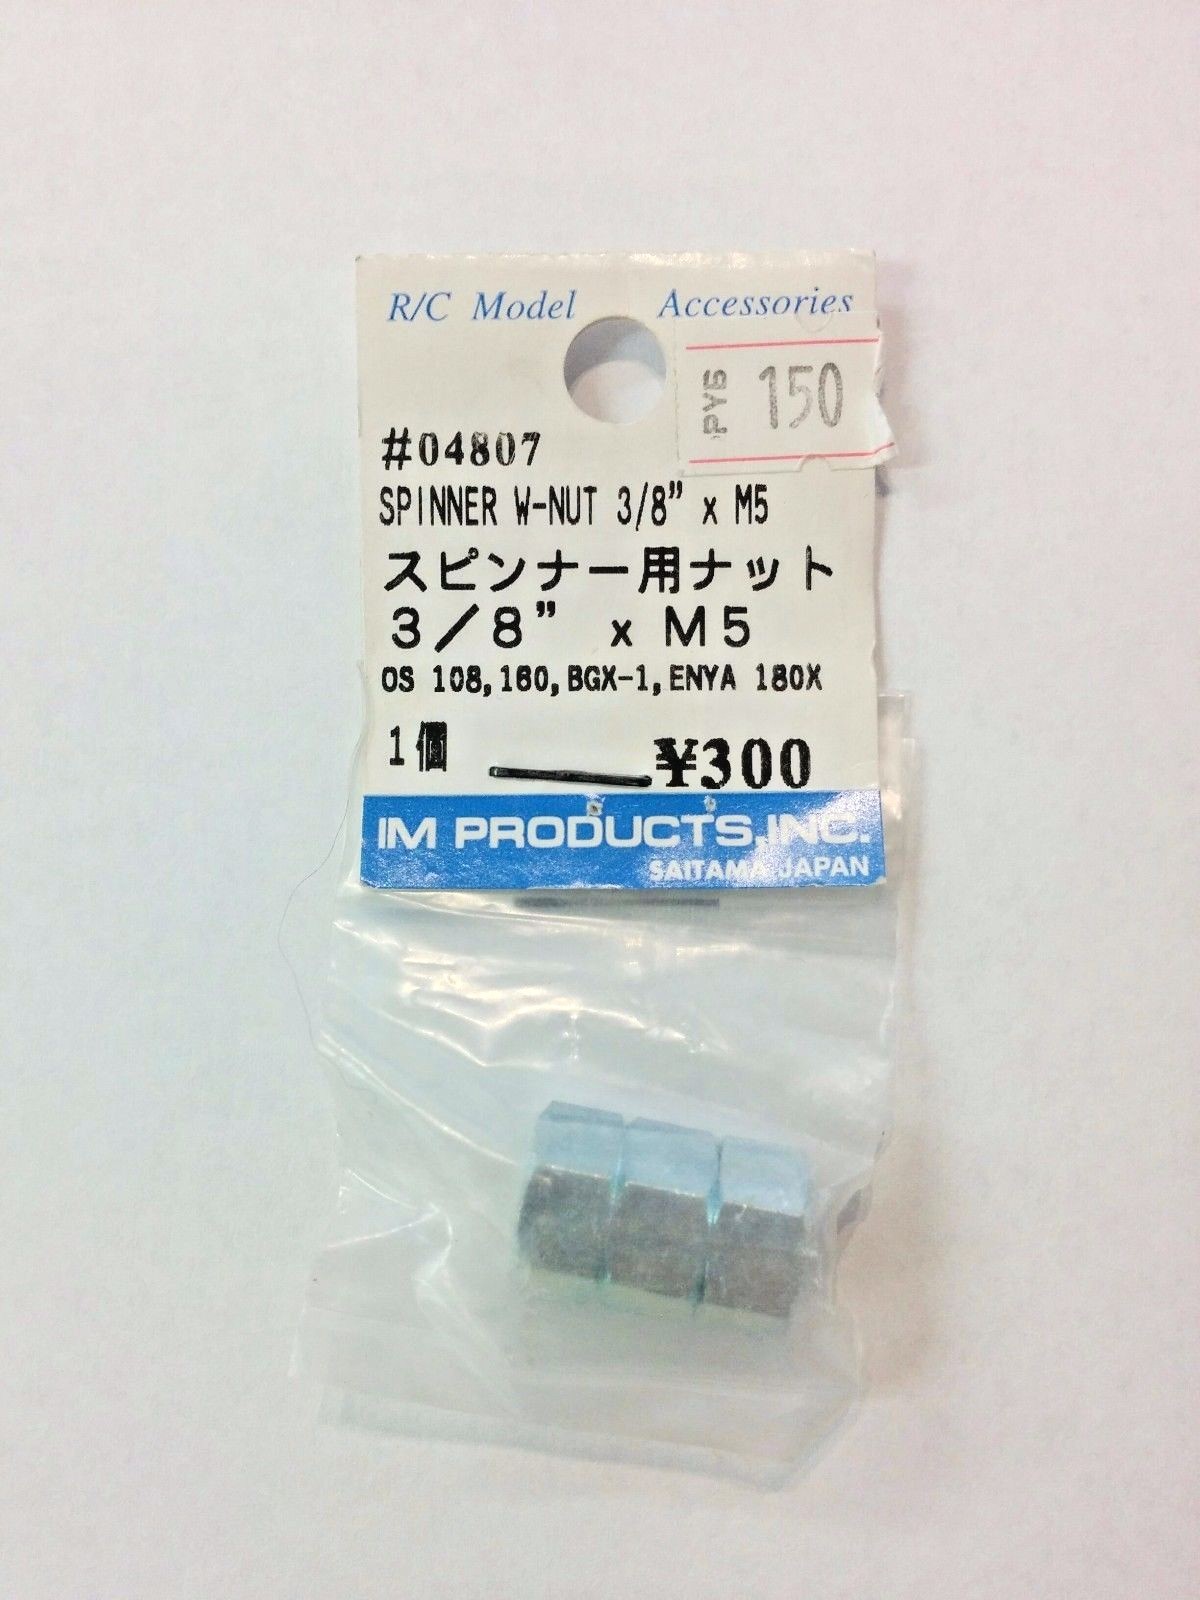 R/C Model Accessories
РУБ 150
#04807
SPINNER W-NUT 3/8” x M5
スピンナー用ナット
3/8” x M5
OS 108,160,BGX-1,ENYA 180X
1個 ¥300
IM PRODUCTS,INC.
SAITAMA JAPAN